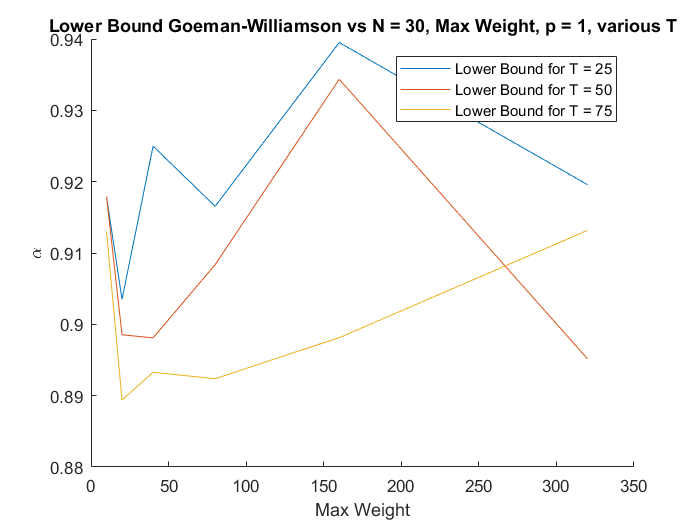 Lower Bound Goeman-Williamson vs N = 30, Max Weight, p = 1, various T
0.94
0.93
0.92
0.91
0.9
0.89
0.88
α
Lower Bound for T = 25
Lower Bound for T = 50
Lower Bound for T = 75
0 50 100 150 200 250 300 350
Max Weight